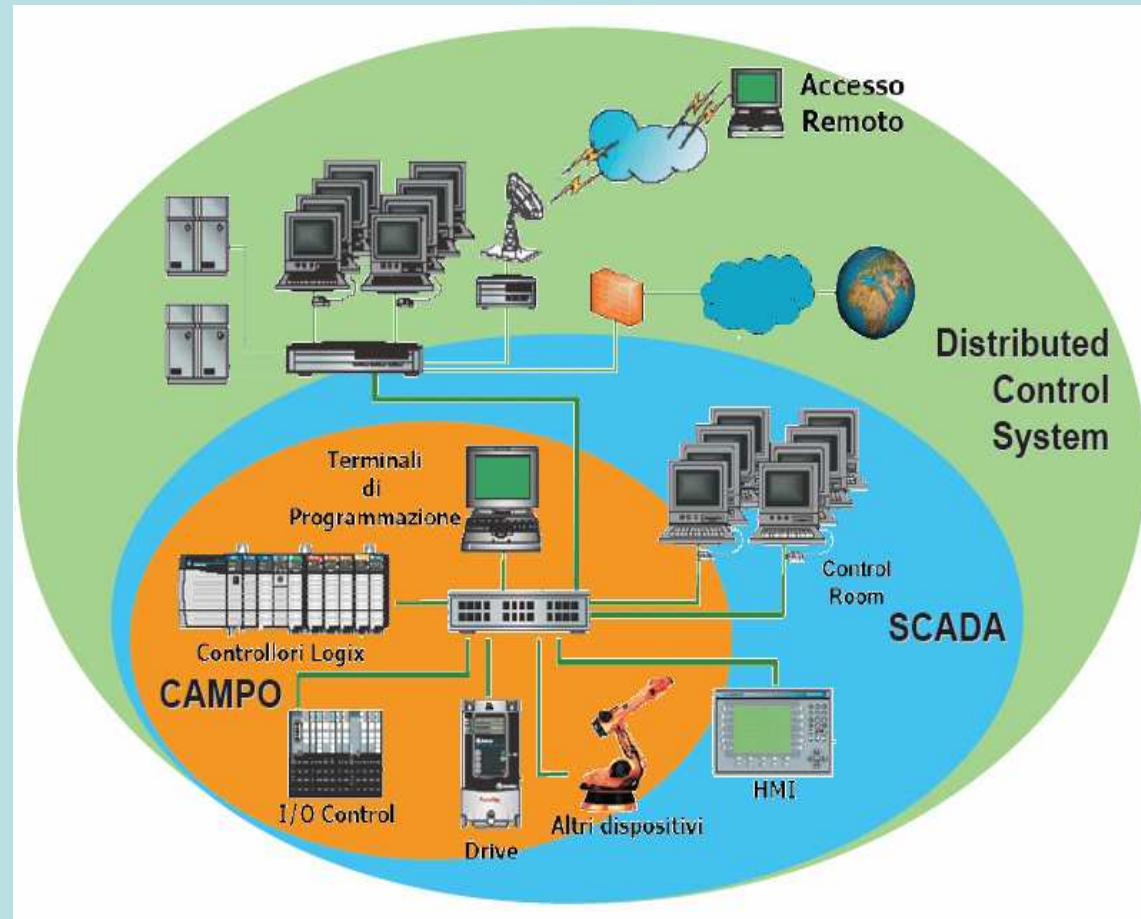 Accesso
Remoto
Distributed
Control
System
Terminali
di
Programmazione
Control
Room
SCADA
Controllori Logix
CAMPO
I/O Control
Drive
Altri dispositivi
HMI